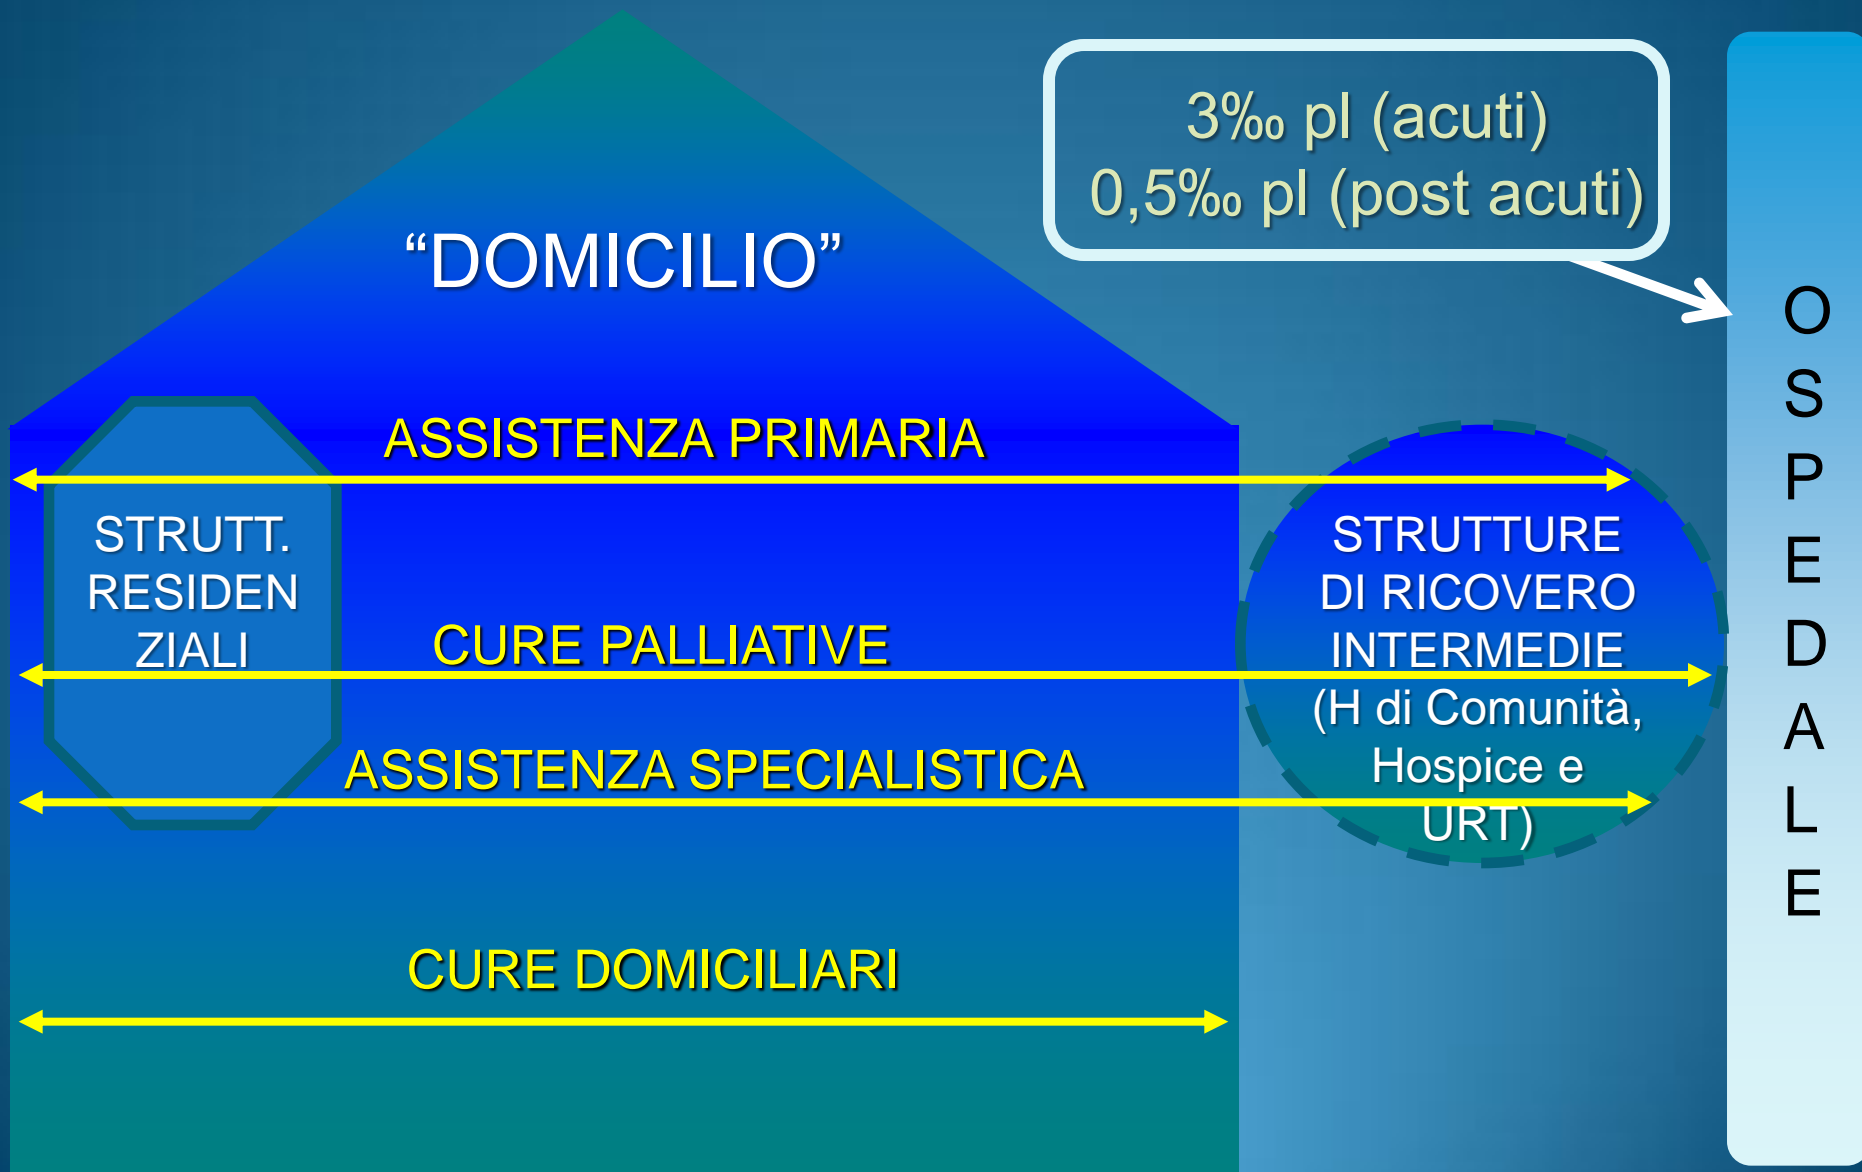 3‰ pl (acuti)
0,5‰ pl (post acuti)
“DOMICILIO”
ASSISTENZA PRIMARIA
STRUTT.
RESIDEN
ZIALI
CURE PALLIATIVE
ASSISTENZA SPECIALISTICA
CURE DOMICILIARI
STRUTTURE
DI RICOVERO
INTERMEDIE
(H di Comunità,
Hospice e
URT)
O
S
P
E
D
A
L
E